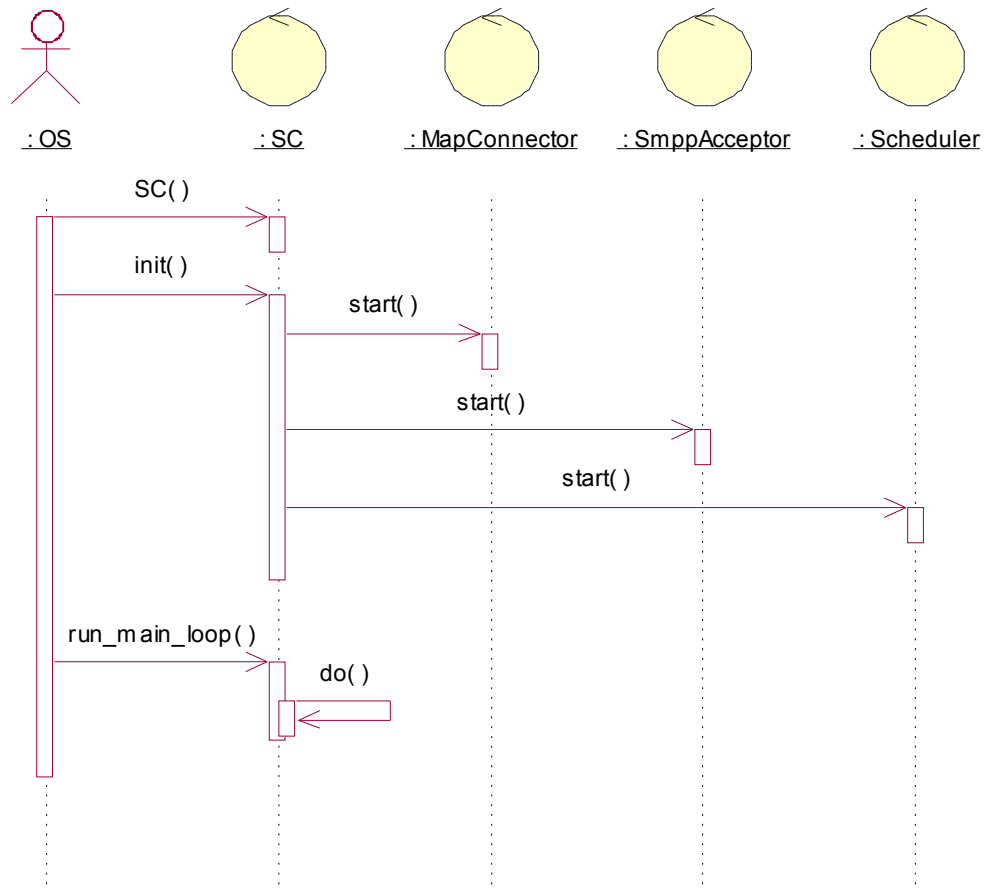 : OS
: SC
: MapConnector
: SmppAcceptor
: Scheduler
SC( )
init( )
start( )
start( )
start( )
run_main_loop( )
do( )